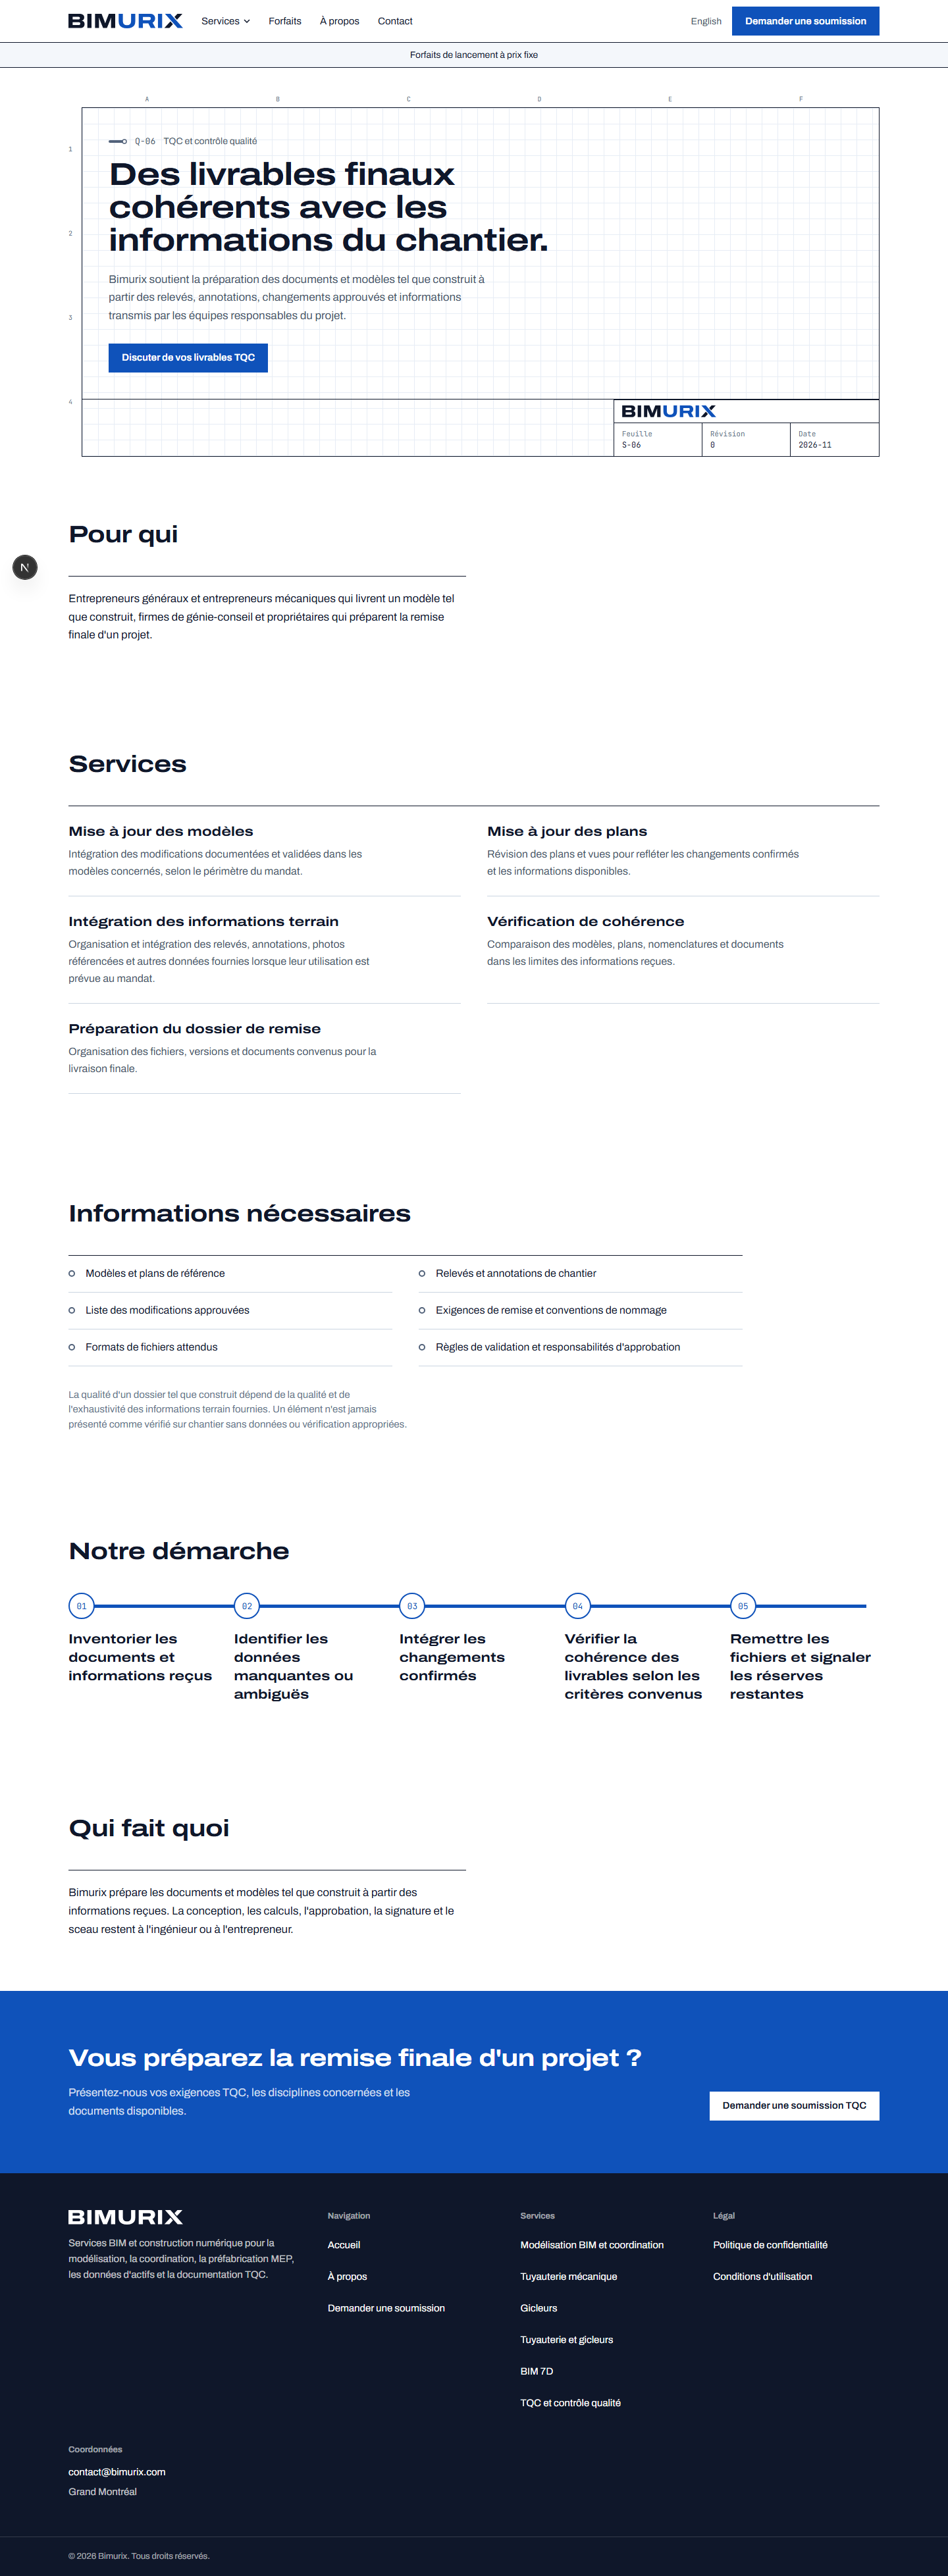 BIMURIX Services Forfaits À propos Contact English Demander une soumission
Forfaits de lancement à prix fixe
A B C D E F
1
2
3
4
Q-06 TQC et contrôle qualité
Des livrables finaux
cohérents avec les
informations du chantier.
Bimurix soutient la préparation des documents et modèles tel que construit à
partir des relevés, annotations, changements approuvés et informations
transmis par les équipes responsables du projet.
Discuter de vos livrables TQC
BIMURIX
Feuille Révision Date
S-06 0 2026-11
Pour qui
N
Entrepreneurs généraux et entrepreneurs mécaniques qui livrent un modèle tel
que construit, firmes de génie-conseil et propriétaires qui préparent la remise
finale d'un projet.
Services
Mise à jour des modèles
Intégration des modifications documentées et validées dans les
modèles concernés, selon le périmètre du mandat.
Mise à jour des plans
Révision des plans et vues pour refléter les changements confirmés
et les informations disponibles.
Intégration des informations terrain
Organisation et intégration des relevés, annotations, photos
référencées et autres données fournies lorsque leur utilisation est
prévue au mandat.
Vérification de cohérence
Comparaison des modèles, plans, nomenclatures et documents
dans les limites des informations reçues.
Préparation du dossier de remise
Organisation des fichiers, versions et documents convenus pour la
livraison finale.
Informations nécessaires
Modèles et plans de référence
Relevés et annotations de chantier
Liste des modifications approuvées
Exigences de remise et conventions de nommage
Formats de fichiers attendus
Règles de validation et responsabilités d'approbation
La qualité d'un dossier tel que construit dépend de la qualité et de
l'exhaustivité des informations terrain fournies. Un élément n'est jamais
présenté comme vérifié sur chantier sans données ou vérification appropriées.
Notre démarche
01
Inventorier les
documents et
informations reçus
02
Identifier les
données
manquantes ou
ambiguës
03
Intégrer les
changements
confirmés
04
Vérifier la
cohérence des
livrables selon les
critères convenus
05
Remettre les
fichiers et signaler
les réserves
restantes
Qui fait quoi
Bimurix prépare les documents et modèles tel que construit à partir des
informations reçues. La conception, les calculs, l'approbation, la signature et le
sceau restent à l'ingénieur ou à l'entrepreneur.
Vous préparez la remise finale d'un projet ?
Présentez-nous vos exigences TQC, les disciplines concernées et les
documents disponibles.
Demander une soumission TQC
BIMURIX
Services BIM et construction numérique pour la
modélisation, la coordination, la préfabrication MEP,
les données d'actifs et la documentation TQC.
Navigation
Accueil
À propos
Demander une soumission
Services
Modélisation BIM et coordination
Tuyauterie mécanique
Gicleurs
Tuyauterie et gicleurs
BIM 7D
TQC et contrôle qualité
Légal
Politique de confidentialité
Conditions d'utilisation
Coordonnées
contact@bimurix.com
Grand Montréal
© 2026 Bimurix. Tous droits réservés.